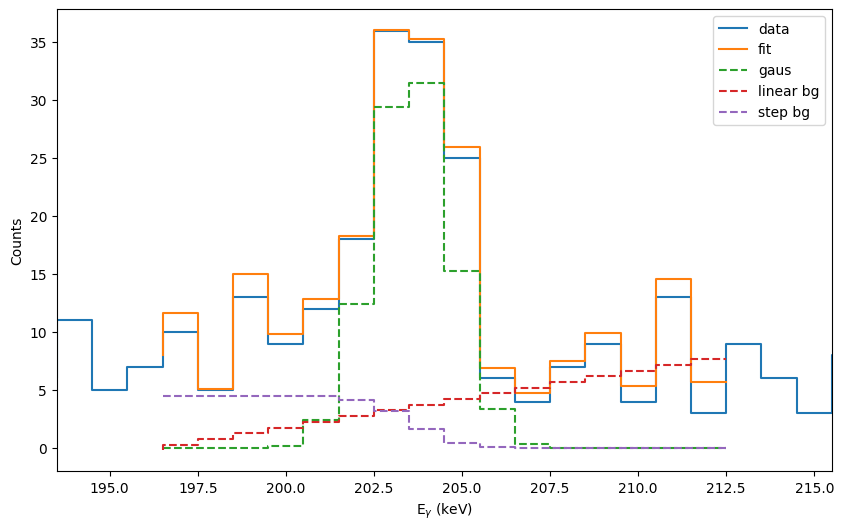 data
fit
gaus
linear bg
step bg
Counts
35
30
25
20
15
10
5
0
195.0 197.5 200.0 202.5 205.0 207.5 210.0 212.5 215.0
Eγ (keV)